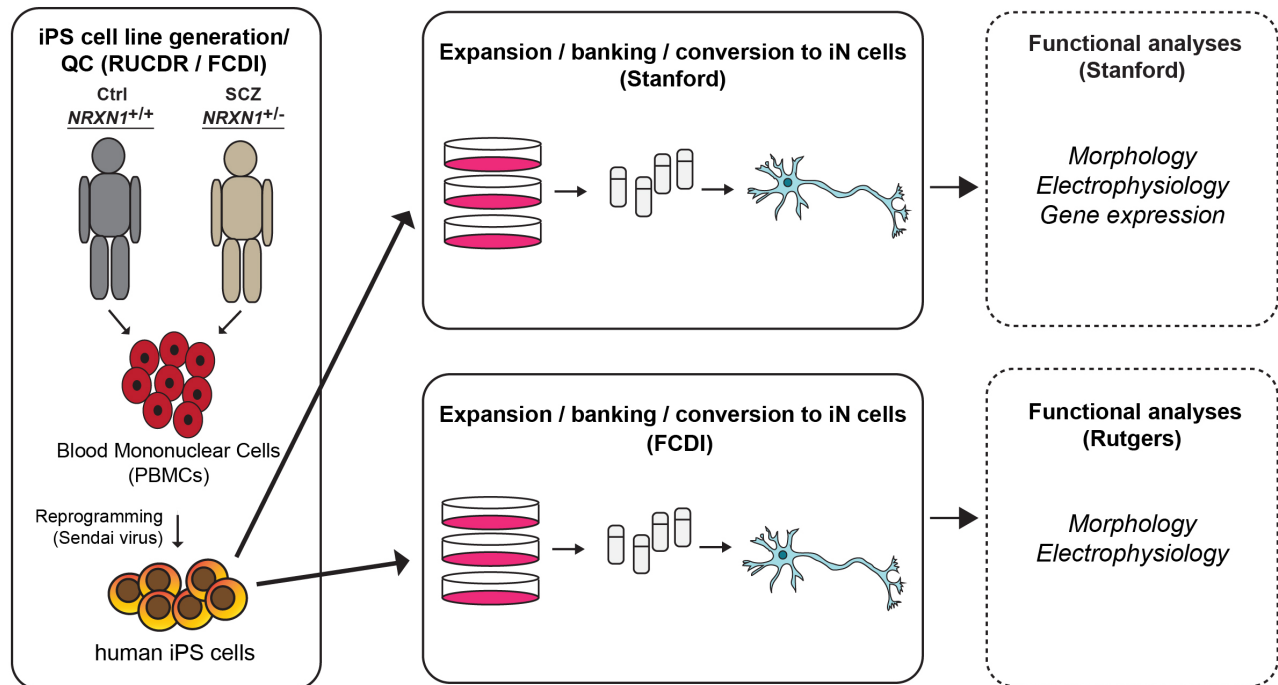 iPS cell line generation/
QC (RUCDR / FCDI)
Ctrl
NRXN1+/+
SCZ
NRXN1+/-
Blood Mononuclear Cells
(PBMCs)
Reprogramming
(Sendai virus)
human iPS cells
Expansion / banking / conversion to iN cells
(Stanford)
Functional analyses
(Stanford)
Morphology
Electrophysiology
Gene expression
Expansion / banking / conversion to iN cells
(FCDI)
Functional analyses
(Rutgers)
Morphology
Electrophysiology